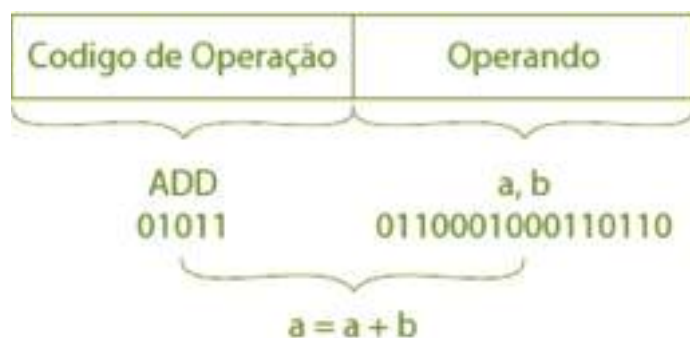 Codigo de Operação Operando
ADD a, b
01011 0110001000110110
a = a + b